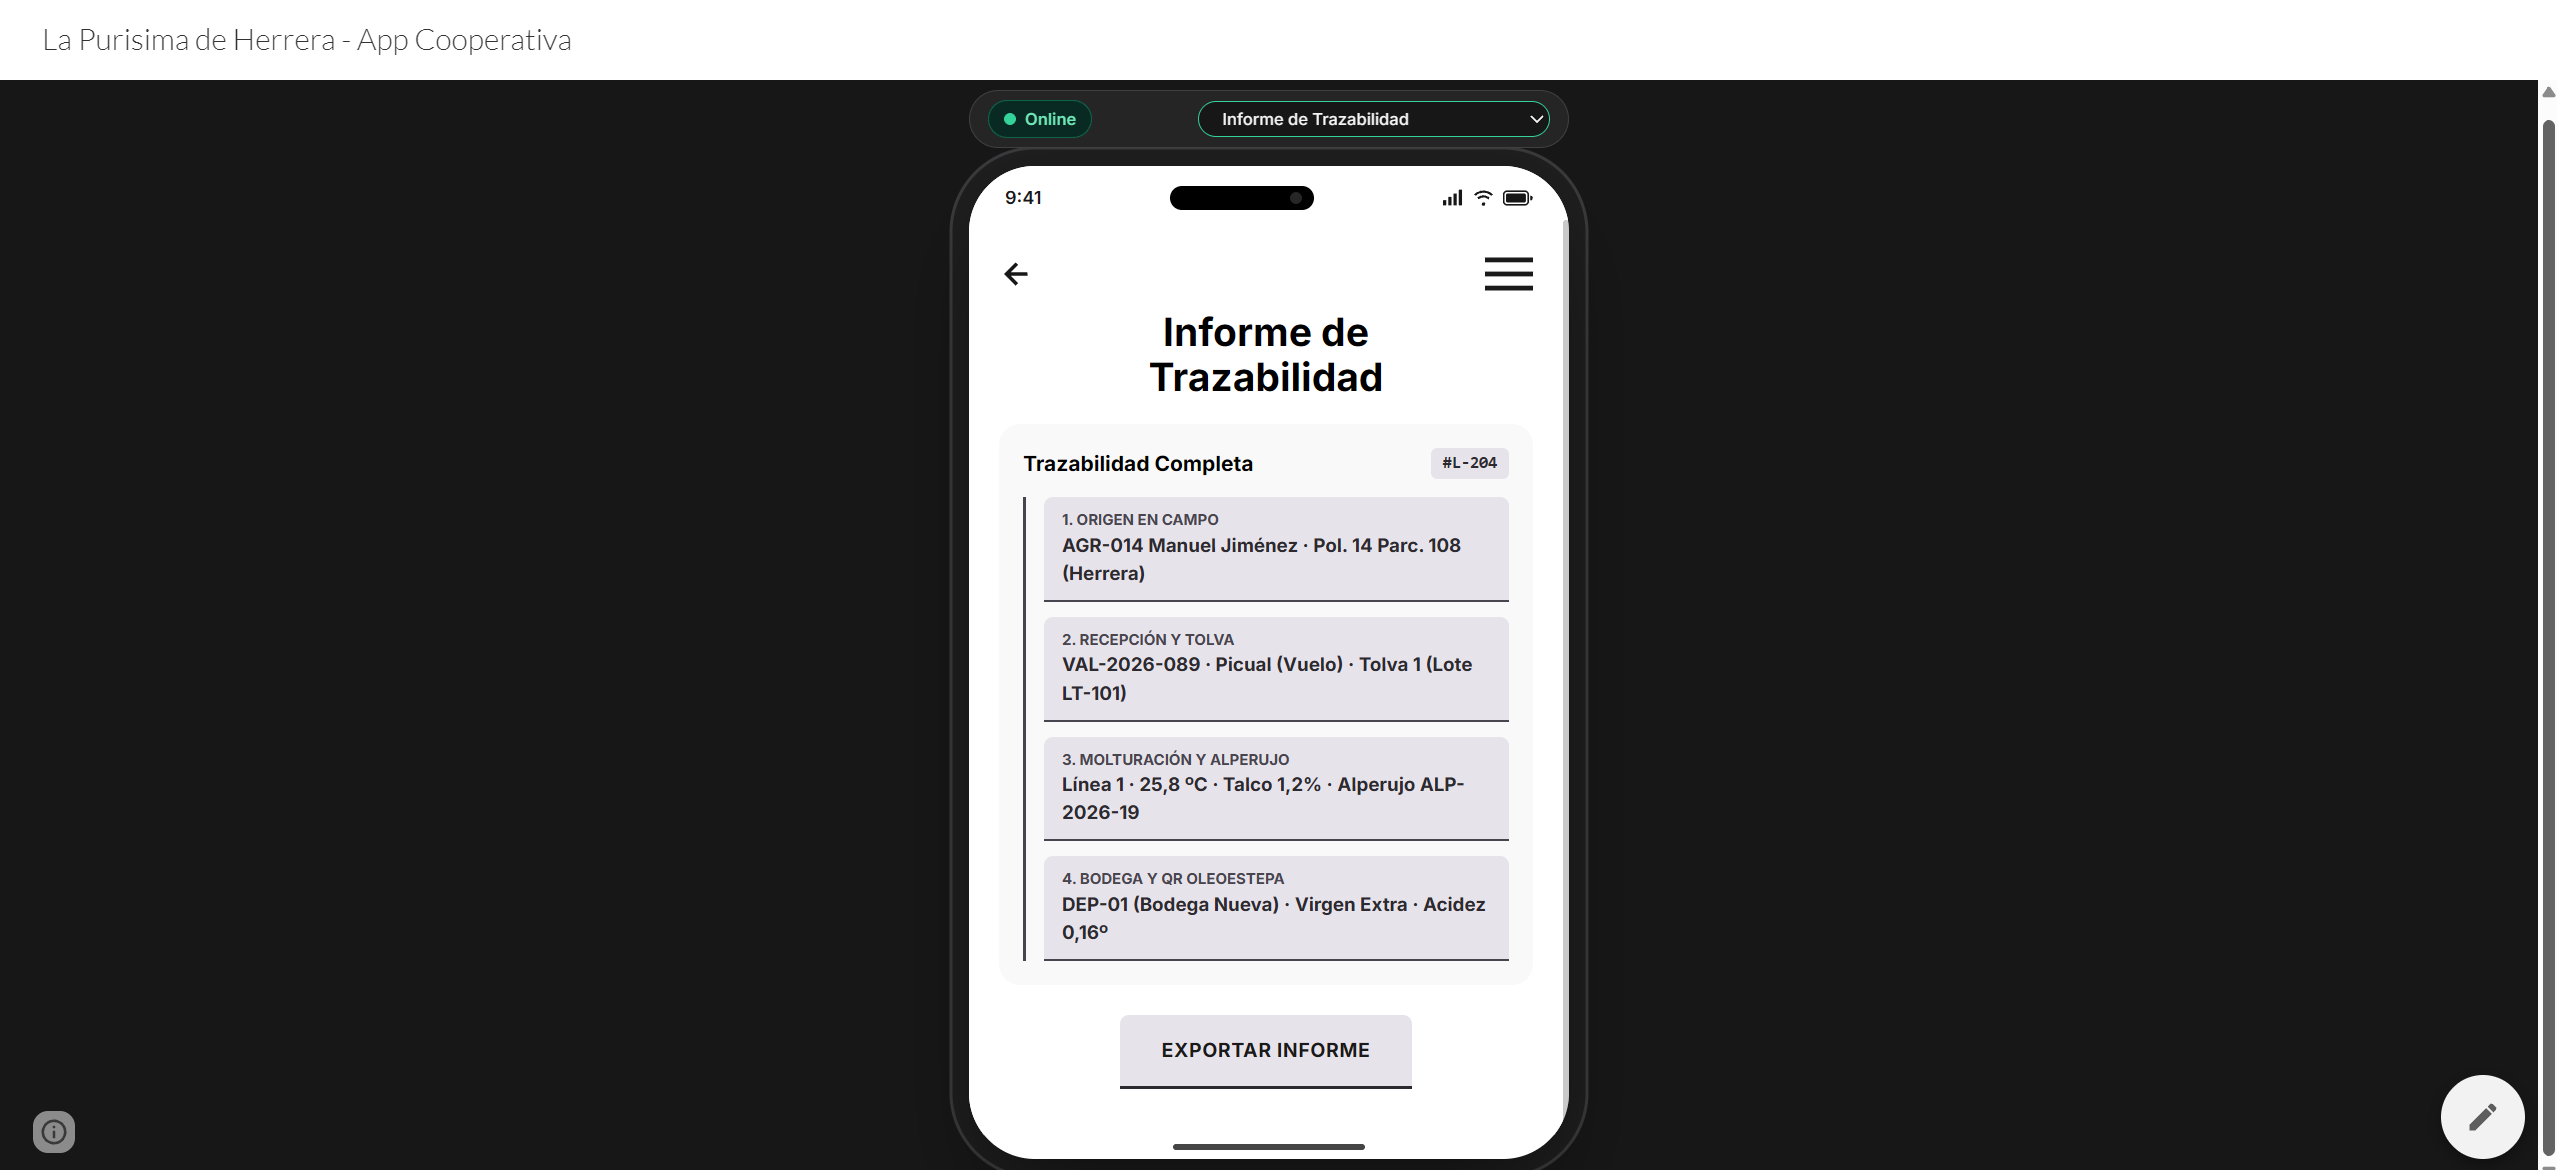 La Purisima de Herrera - App Cooperativa
Online
Informe de Trazabilidad
9:41
Informe de
Trazabilidad
Trazabilidad Completa
#L-204
1. ORIGEN EN CAMPO
AGR-014 Manuel Jiménez · Pol. 14 Parc. 108
(Herrera)
2. RECEPCIÓN Y TOLVA
VAL-2026-089 · Picual (Vuelo) · Tolva 1 (Lote
LT-101)
3. MOLTURACIÓN Y ALPERUJO
Línea 1 · 25,8 ºC · Talco 1,2% · Alperujo ALP-
2026-19
4. BODEGA Y QR OLEOESTEPA
DEP-01 (Bodega Nueva) · Virgen Extra · Acidez
0,16º
EXPORTAR INFORME